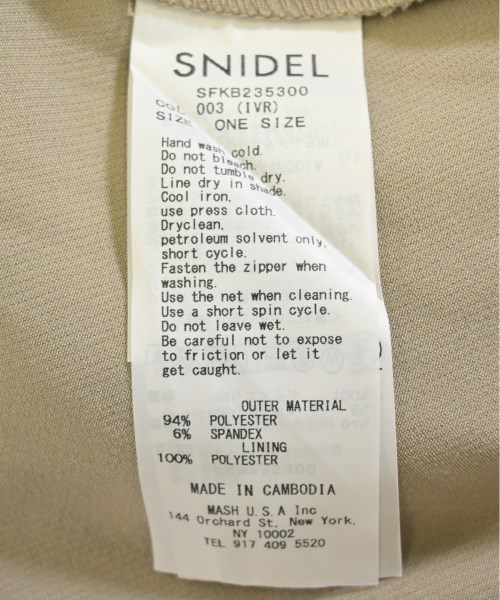 SNIDEL
SFKB235300
COL 003 (IVR)
SIZE ONE SIZE
Hand wash cold.
Do not bleach.
Do not tumble dry.
Line dry in shade.
Cool iron.
use press cloth.
Dryclean.
petroleum solvent only.
short cycle.
Fasten the zipper when
washing.
Use the net when cleaning.
Use a short spin cycle.
Do not leave wet.
Be careful not to expose
to friction or let it
get caught.
OUTER MATERIAL
94% POLYESTER
6% SPANDEX
LINING
100% POLYESTER
MADE IN CAMBODIA
MASH U.S.A Inc
144 Orchard St, New York.
NY 10002
TEL 917 409 5520